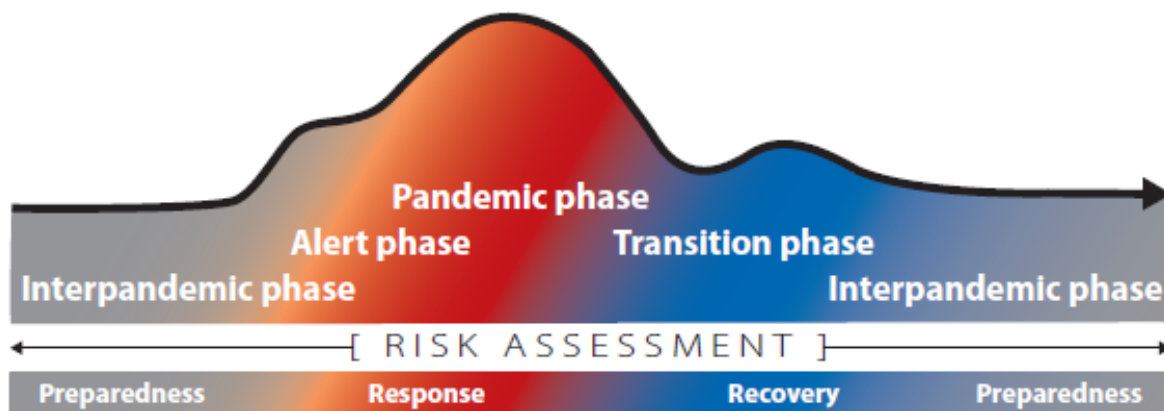 Pandemic phase
Alert phase
Transition phase
Interpandemic phase
Interpandemic phase
[ RISK ASSESSMENT ]
Preparedness
Response
Recovery
Preparedness